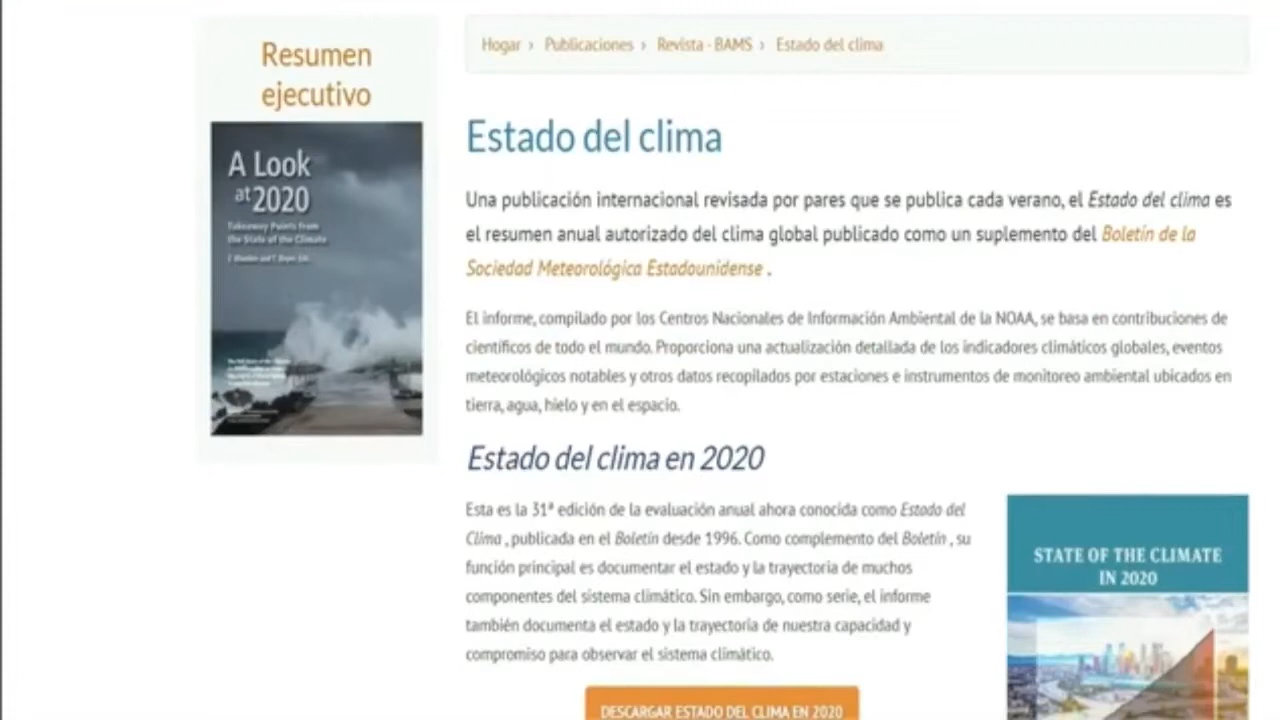 Resumen
ejecutivo
A Look
at 2020
Takeaway Points from
the State of the Climate
Hogar › Publicaciones › Revista - BAMS › Estado del clima
Estado del clima
Una publicación internacional revisada por pares que se publica cada verano, el Estado del clima es
el resumen anual autorizado del clima global publicado como un suplemento del Boletín de la
Sociedad Meteorológica Estadounidense .
El informe, compilado por los Centros Nacionales de Información Ambiental de la NOAA, se basa en contribuciones de
científicos de todo el mundo. Proporciona una actualización detallada de los indicadores climáticos globales, eventos
meteorológicos notables y otros datos recopilados por estaciones e instrumentos de monitoreo ambiental ubicados en
tierra, agua, hielo y en el espacio.
Estado del clima en 2020
Esta es la 31ª edición de la evaluación anual ahora conocida como Estado del
Clima , publicada en el Boletín desde 1996. Como complemento del Boletín , su
función principal es documentar el estado y la trayectoria de muchos
componentes del sistema climático. Sin embargo, como serie, el informe
también documenta el estado y la trayectoria de nuestra capacidad y
compromiso para observar el sistema climático.
DESCARGAR ESTADO DEL CLIMA EN 2020
STATE OF THE CLIMATE
IN 2020